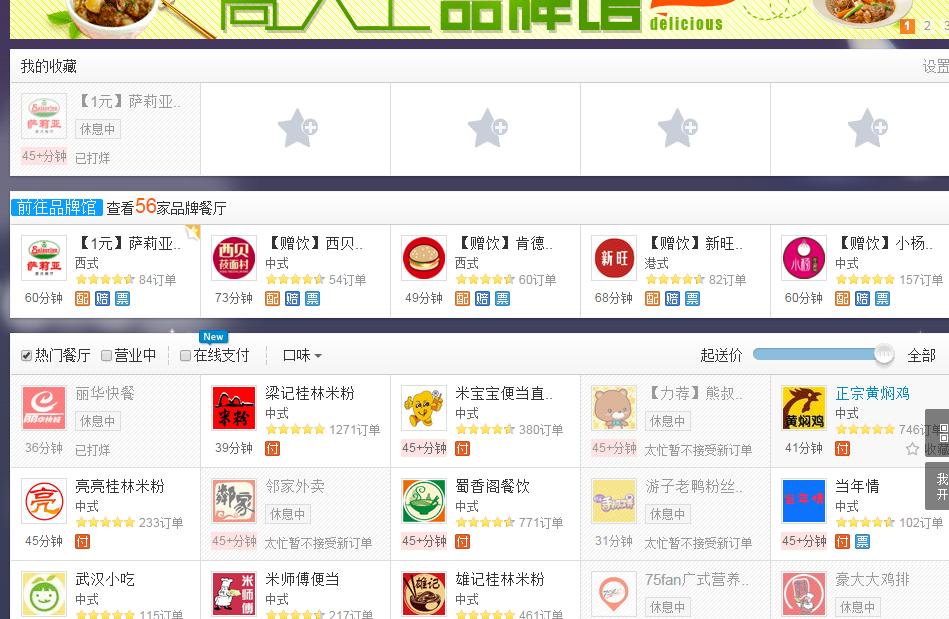 品牌馆
delicious
1 2 3
我的收藏
设置
【1元】萨莉亚..
休息中
45+分钟 已打烊
前往品牌馆 查看56家品牌餐厅
【1元】萨莉亚..
西式
84订单
60分钟 配 赔 票
【赠饮】西贝..
中式
54订单
73分钟 配 赔 票
【赠饮】肯德..
西式
60订单
49分钟 配 赔 票
【赠饮】新旺..
港式
82订单
68分钟 配 赔 票
【赠饮】小杨..
中式
157订单
60分钟 配 赔 票
New
热门餐厅 营业中 在线支付 口味 起送价 全部
丽华快餐
休息中
36分钟 已打烊
梁记桂林米粉
中式
1271订单
39分钟 付
米宝宝便当直..
中式
380订单
45+分钟 付
【力荐】熊叔..
休息中
45+分钟 太忙暂不接受新订单
正宗黄焖鸡
中式
746订单
41分钟 付 收藏
亮亮桂林米粉
中式
233订单
45分钟 付
邻家外卖
休息中
45+分钟 太忙暂不接受新订单
蜀香阁餐饮
中式
771订单
45+分钟 付
游子老鸭粉丝..
休息中
31分钟 太忙暂不接受新订单
当年情
中式
102订单
45+分钟 付 票
我
开
武汉小吃
中式
115订单
米师傅便当
中式
217订单
雄记桂林米粉
中式
461订单
75fan广式营养..
休息中
豪大大鸡排
休息中